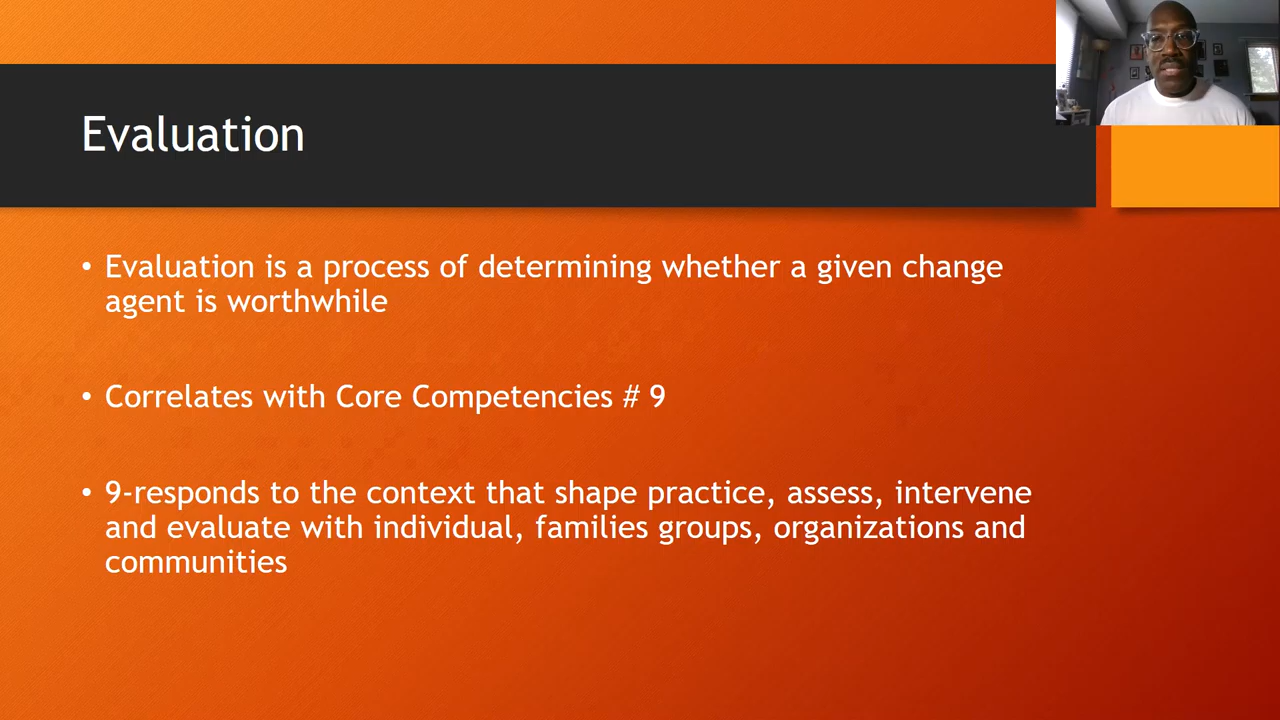 Evaluation
• Evaluation is a process of determining whether a given change
agent is worthwhile
• Correlates with Core Competencies # 9
• 9-responds to the context that shape practice, assess, intervene
and evaluate with individual, families groups, organizations and
communities